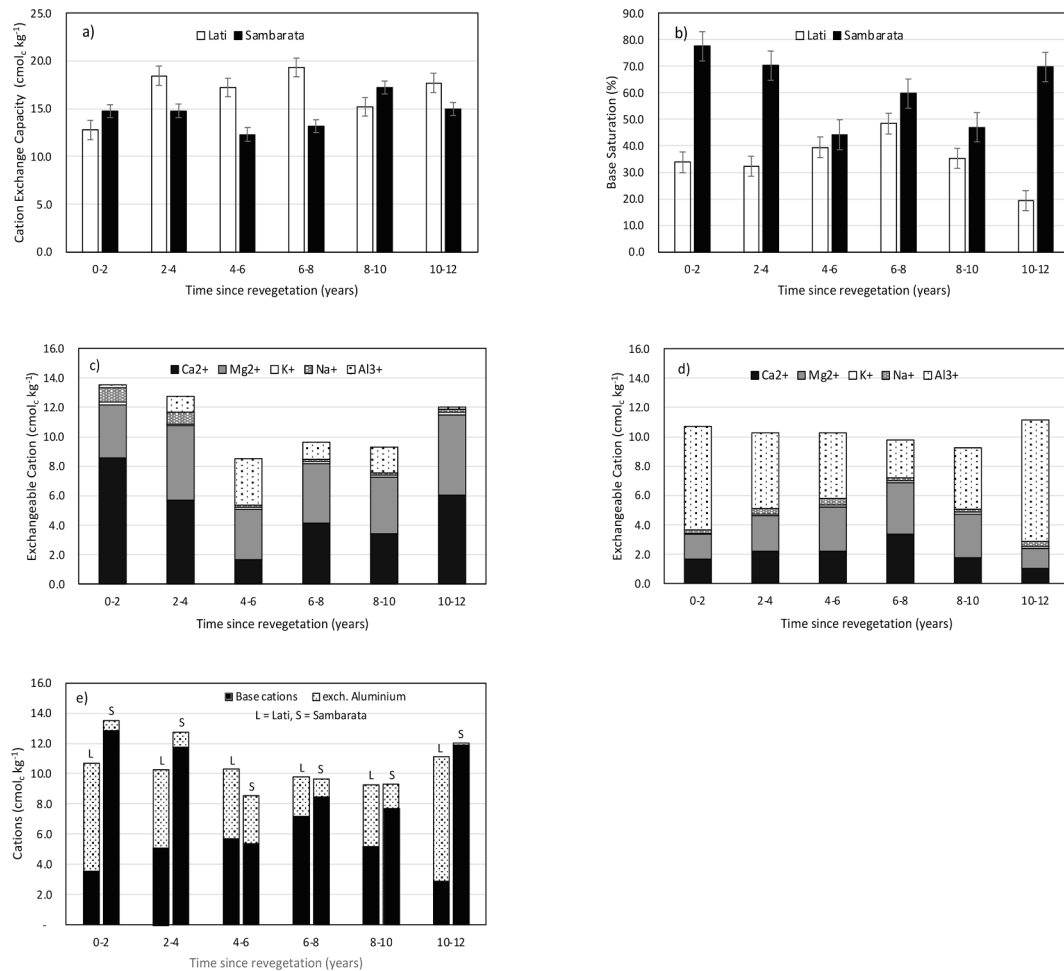 a)
Lati Sambarata
Cation Exchange Capacity (cmolc kg-1)
25.0
20.0
15.0
10.0
5.0
0.0
0-2 2-4 4-6 6-8 8-10 10-12
Time since revegetation (years)
b)
Lati Sambarata
Base Saturation (%)
90.0
80.0
70.0
60.0
50.0
40.0
30.0
20.0
10.0
0.0
0-2 2-4 4-6 6-8 8-10 10-12
Time since revegetation (years)
c)
Ca2+ Mg2+ K+ Na+ Al3+
Exchangeable Cation (cmolc kg-1)
16.0
14.0
12.0
10.0
8.0
6.0
4.0
2.0
0.0
0-2 2-4 4-6 6-8 8-10 10-12
Time since revegetation (years)
d)
Ca2+ Mg2+ K+ Na+ Al3+
Exchangeable Cation (cmolc kg-1)
16.0
14.0
12.0
10.0
8.0
6.0
4.0
2.0
0.0
0-2 2-4 4-6 6-8 8-10 10-12
Time since revegetation (years)
e)
Base cations exch. Aluminium
L = Lati, S = Sambarata
Cations (cmolc kg-1)
16.0
14.0
12.0
10.0
8.0
6.0
4.0
2.0
-
L S L S L S L S L S L S
0-2 2-4 4-6 6-8 8-10 10-12
Time since revegetation (years)